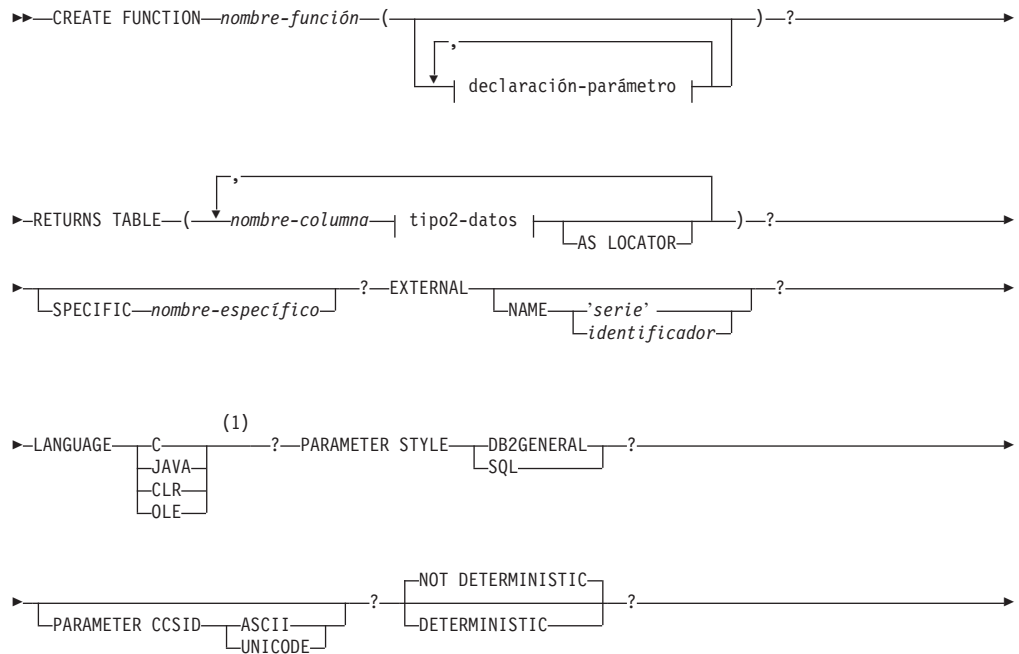 CREATE FUNCTION nombre-función ( ) ?
,
declaración-parámetro
,
RETURNS TABLE ( nombre-columna tipo2-datos ) ?
AS LOCATOR
? EXTERNAL ?
SPECIFIC nombre-específico NAME 'serie'
identificador
(1)
LANGUAGE C ? PARAMETER STYLE DB2GENERAL ?
JAVA SQL
CLR
OLE
NOT DETERMINISTIC
? ?
PARAMETER CCSID ASCII DETERMINISTIC
UNICODE